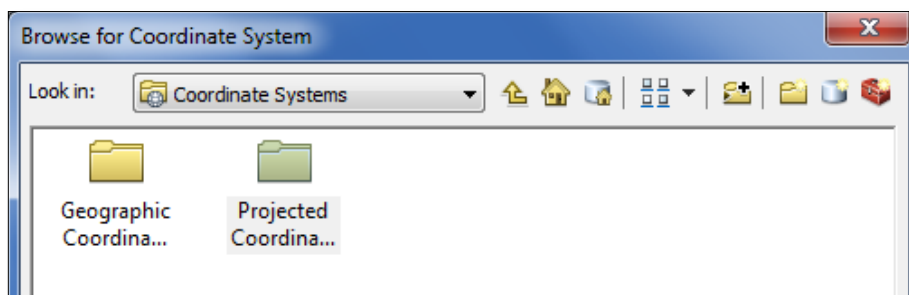 Browse for Coordinate System
Look in:
Coordinate Systems
Geographic
Coordina...
Projected
Coordina...